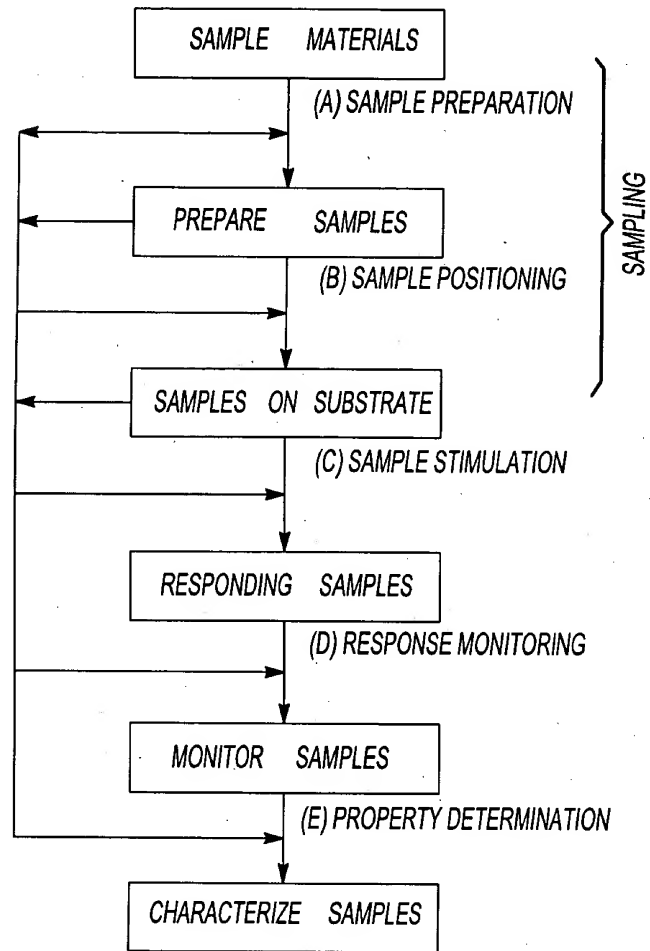 SAMPLE MATERIALS
(A) SAMPLE PREPARATION
PREPARE SAMPLES
(B) SAMPLE POSITIONING
SAMPLING
SAMPLES ON SUBSTRATE
(C) SAMPLE STIMULATION
RESPONDING SAMPLES
(D) RESPONSE MONITORING
MONITOR SAMPLES
(E) PROPERTY DETERMINATION
CHARACTERIZE SAMPLES